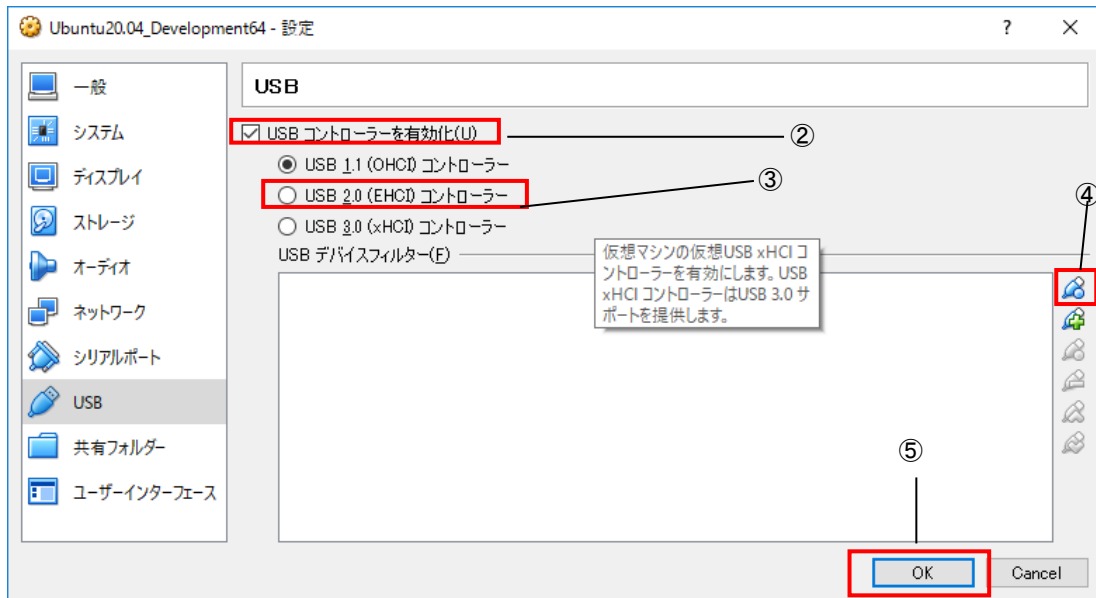 Ubuntu20.04_Development64 - 設定
?
一般
システム
ディスプレイ
ストレージ
オーディオ
ネットワーク
シリアルポート
USB
共有フォルダー
ユーザーインターフェース
USB
USB コントローラーを有効化(U)
②
USB 1.1 (OHCI) コントローラー
USB 2.0 (EHCI) コントローラー
③
USB 3.0 (xHCI) コントローラー
④
USB デバイスフィルター(F)
仮想マシンの仮想USB xHCI コ
ントローラーを有効にします。USB
xHCI コントローラーはUSB 3.0 サ
ポートを提供します。
⑤
OK
Cancel